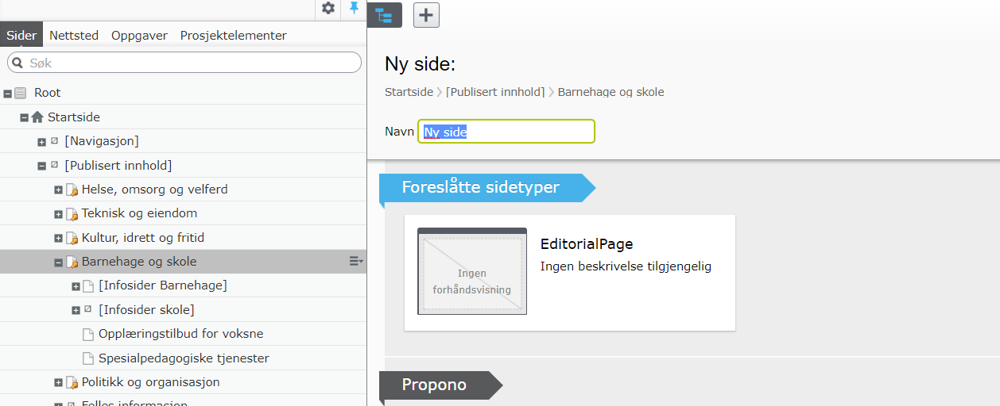 Sider Nettsted Oppgaver Prosjektelementer
Søk
Root
Startside
[Navigasjon]
[Publisert innhold]
Helse, omsorg og velferd
Teknisk og eiendom
Kultur, idrett og fritid
Barnehage og skole
[Infosider Barnehage]
[Infosider skole]
Opplæringstilbud for voksne
Spesialpedagogiske tjenester
Politikk og organisasjon
Felles informasjon
Ny side:
Startside > [Publisert innhold] > Barnehage og skole
Navn Ny side
Foreslåtte sidetyper
Ingen
forhåndsvisning
EditorialPage
Ingen beskrivelse tilgjengelig
Propono